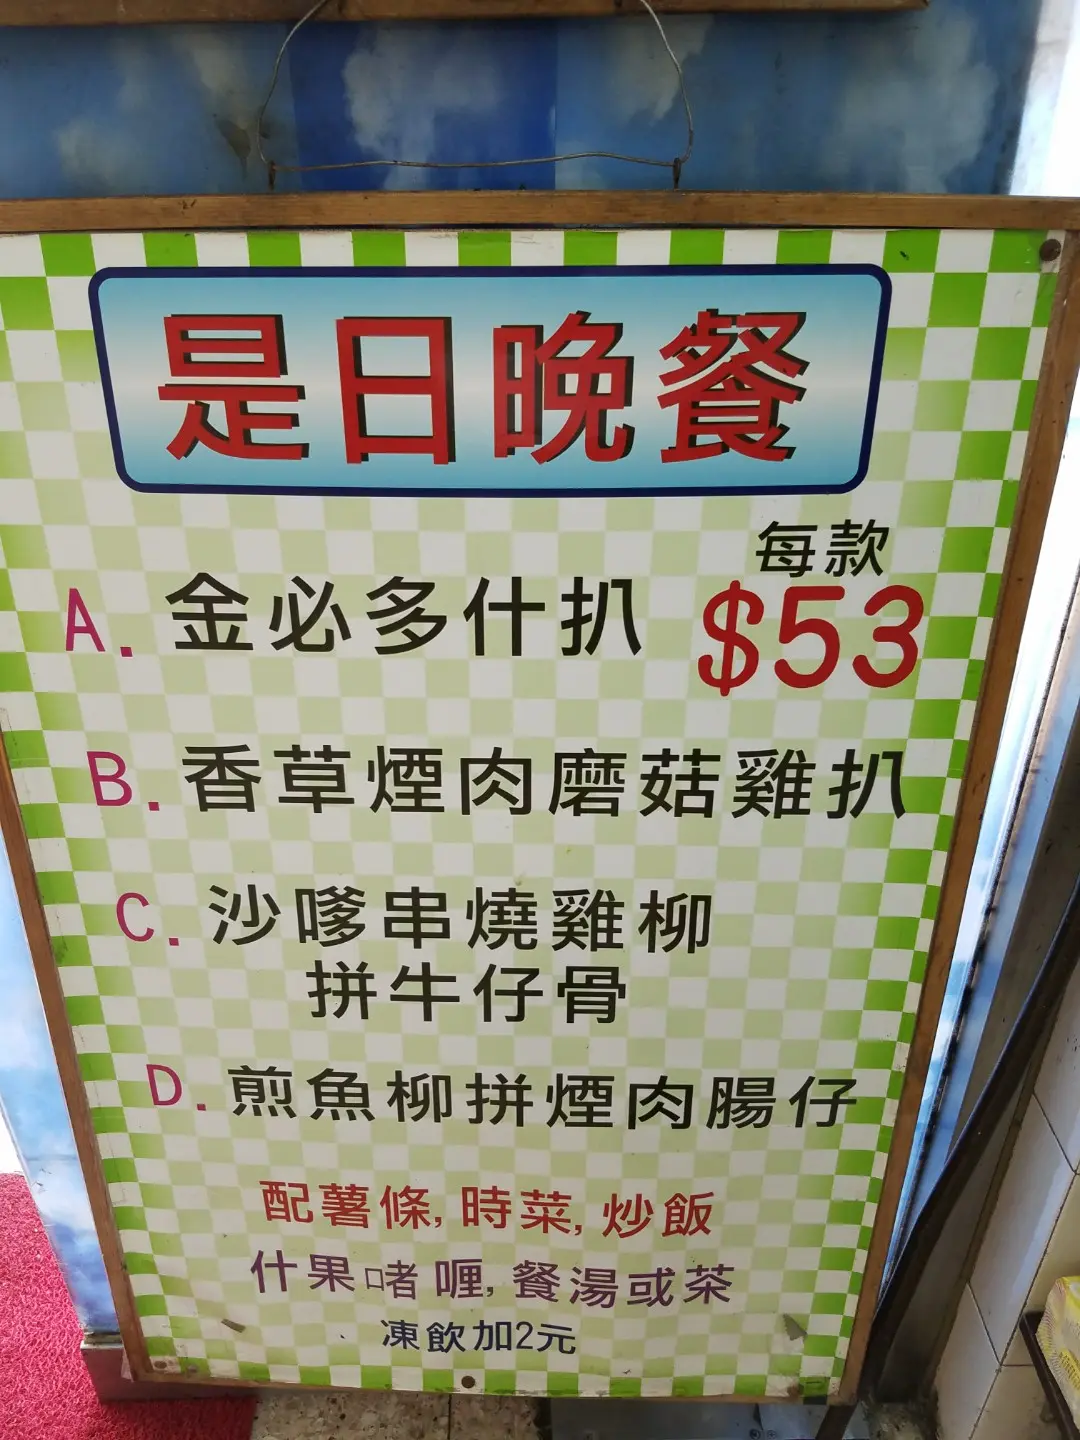 是日晚餐
每款
A. 金必多什扒 $53
B. 香草煙肉磨菇雞扒
C. 沙嗲串燒雞柳
拼牛仔骨
D. 煎魚柳拼煙肉腸仔
配薯條, 時菜, 炒飯
什果啫喱, 餐湯或茶
凍飲加2元